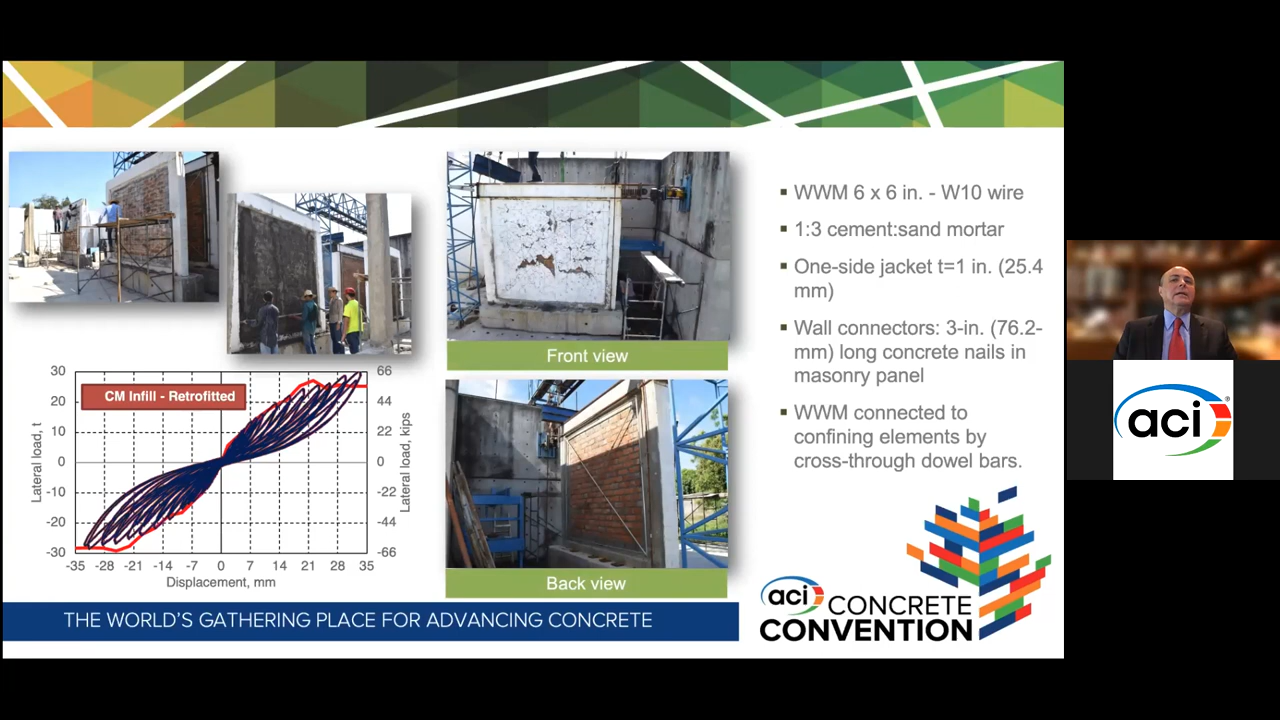 WWM 6 x 6 in. - W10 wire
1:3 cement:sand mortar
One-side jacket t=1 in. (25.4
mm)
Wall connectors: 3-in. (76.2-
mm) long concrete nails in
masonry panel
WWM connected to
confining elements by
cross-through dowel bars.
Front view
Back view
CM Infill - Retrofitted
Lateral load, t
30
20
10
0
-10
-20
-30
66
44
22
0
-22
-44
-66
Lateral load, kips
-35 -28 -21 -14 -7 0 7 14 21 28 35
Displacement, mm
THE WORLD'S GATHERING PLACE FOR ADVANCING CONCRETE
aci CONCRETE
CONVENTION
aci®